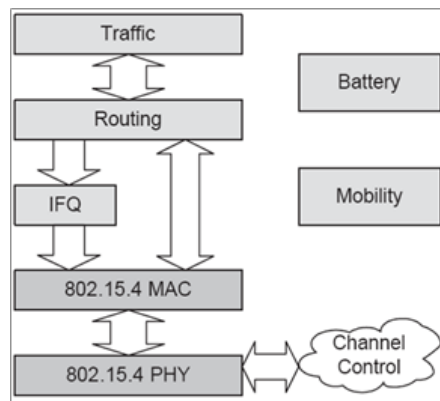 Traffic
Battery
Routing
Mobility
IFQ
802.15.4 MAC
Channel
Control
802.15.4 PHY